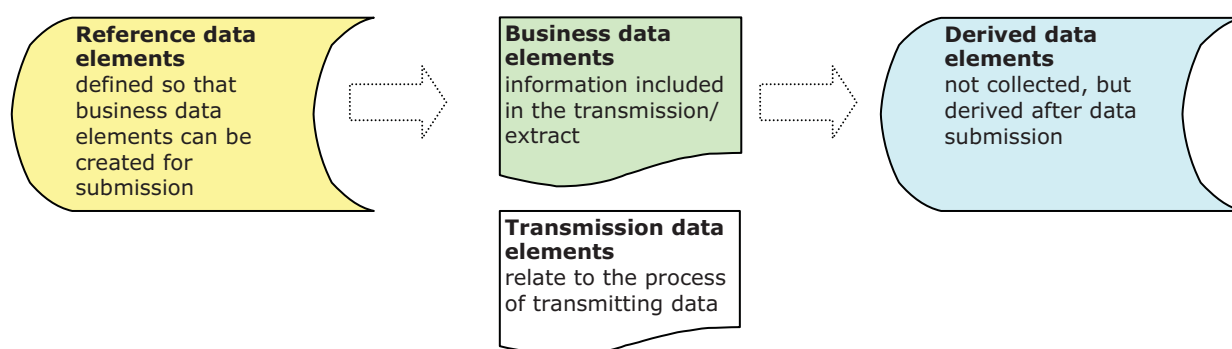 Reference data
elements
defined so that
business data
elements can be
created for
submission
Business data
elements
information included
in the transmission/
extract
Transmission data
elements
relate to the process
of transmitting data
Derived data
elements
not collected, but
derived after data
submission